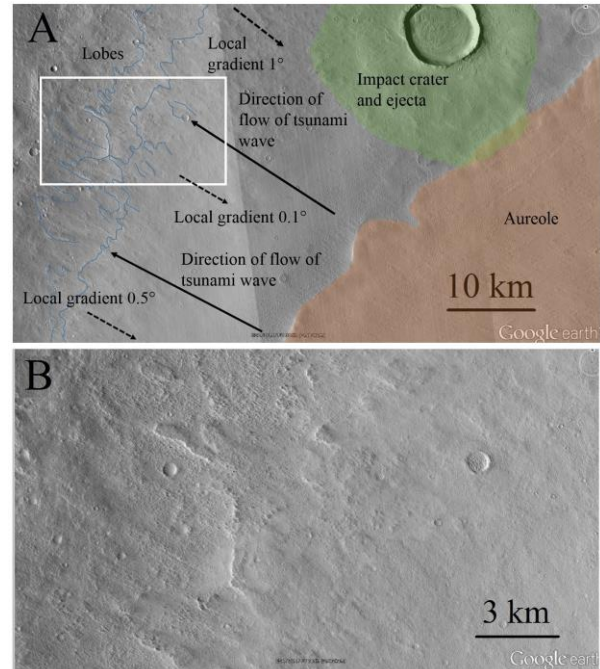 A
Lobes
Local
gradient 1°
Impact crater
and ejecta
Direction of
flow of tsunami
wave
Local gradient 0.1°
Aureole
Direction of flow of
tsunami wave
Local gradient 0.5°
10 km
Google earth
B
3 km
Google earth